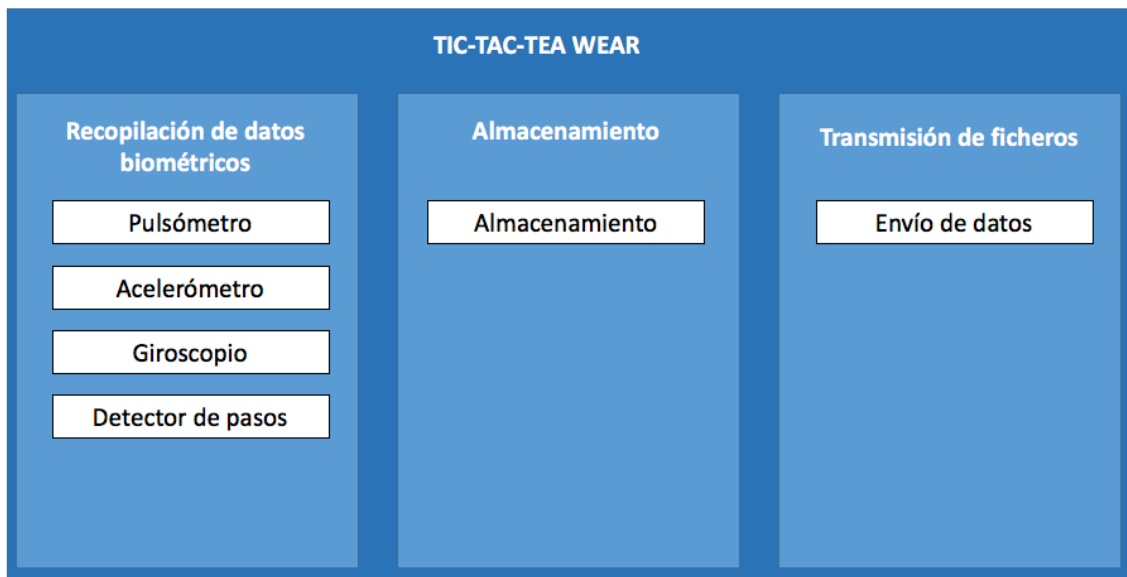 TIC-TAC-TEA WEAR
Recopilación de datos
biométricos
Pulsómetro
Acelerómetro
Giroscopio
Detector de pasos
Almacenamiento
Almacenamiento
Transmisión de ficheros
Envío de datos